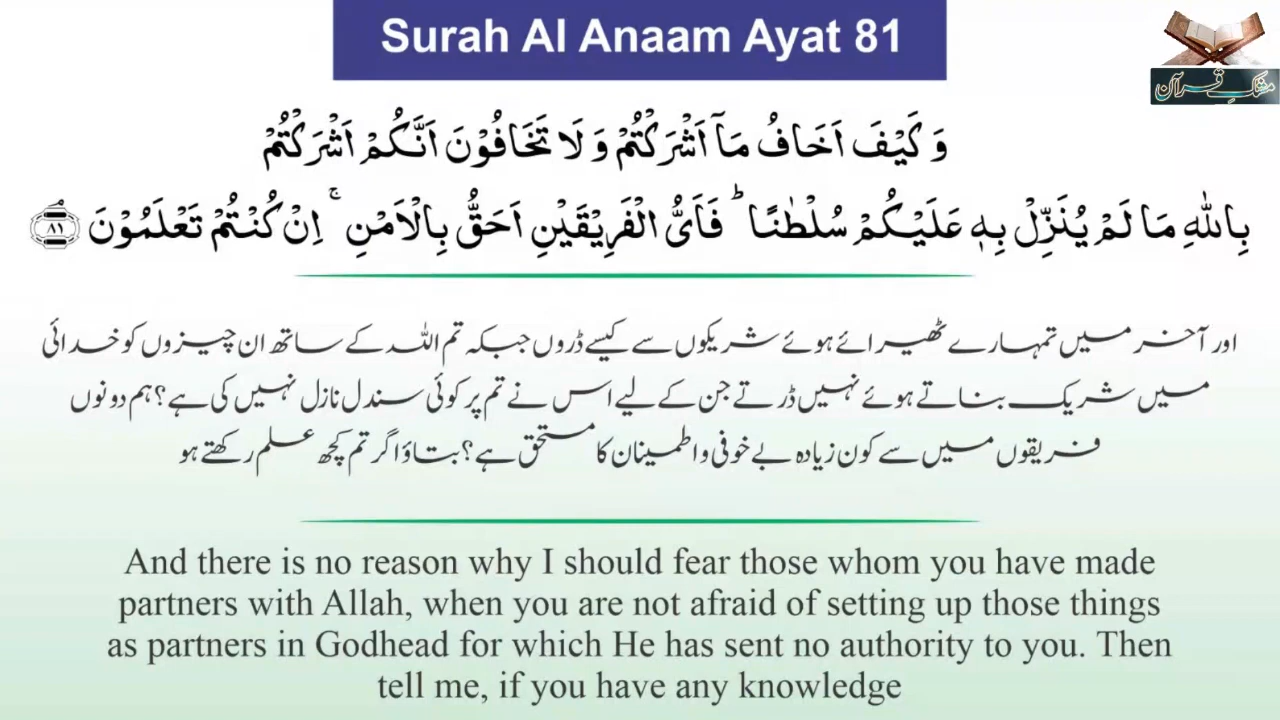 Surah Al Anaam Ayat 81
مشکِ قرآن
وَ کَیْفَ اَخَافُ مَاۤ اَشْرَکْتُمْ وَ لَا تَخَافُوْنَ اَنَّکُمْ اَشْرَکْتُمْ
بِاللّٰہِ مَا لَمْ یُنَزِّلْ بِہٖ عَلَیْکُمْ سُلْطٰنًا ؕ فَاَیُّ الْفَرِیْقَیْنِ اَحَقُّ بِالْاَمْنِ ۚ اِنْ کُنْتُمْ تَعْلَمُوْنَ ﴿۸۱﴾
اور آخر میں تمہارے ٹھیرائے ہوئے شریکوں سے کیسے ڈروں جبکہ تم اللہ کے ساتھ ان چیزوں کو خدائی
میں شریک بناتے ہوئے نہیں ڈرتے جن کے لیے اس نے تم پر کوئی سندل نازل نہیں کی ہے؟ ہم دونوں
فریقوں میں سے کون زیادہ بے خوفی و اطمینان کا مستحق ہے؟ بتاؤ اگر تم کچھ علم رکھتے ہو
And there is no reason why I should fear those whom you have made
partners with Allah, when you are not afraid of setting up those things
as partners in Godhead for which He has sent no authority to you. Then
tell me, if you have any knowledge